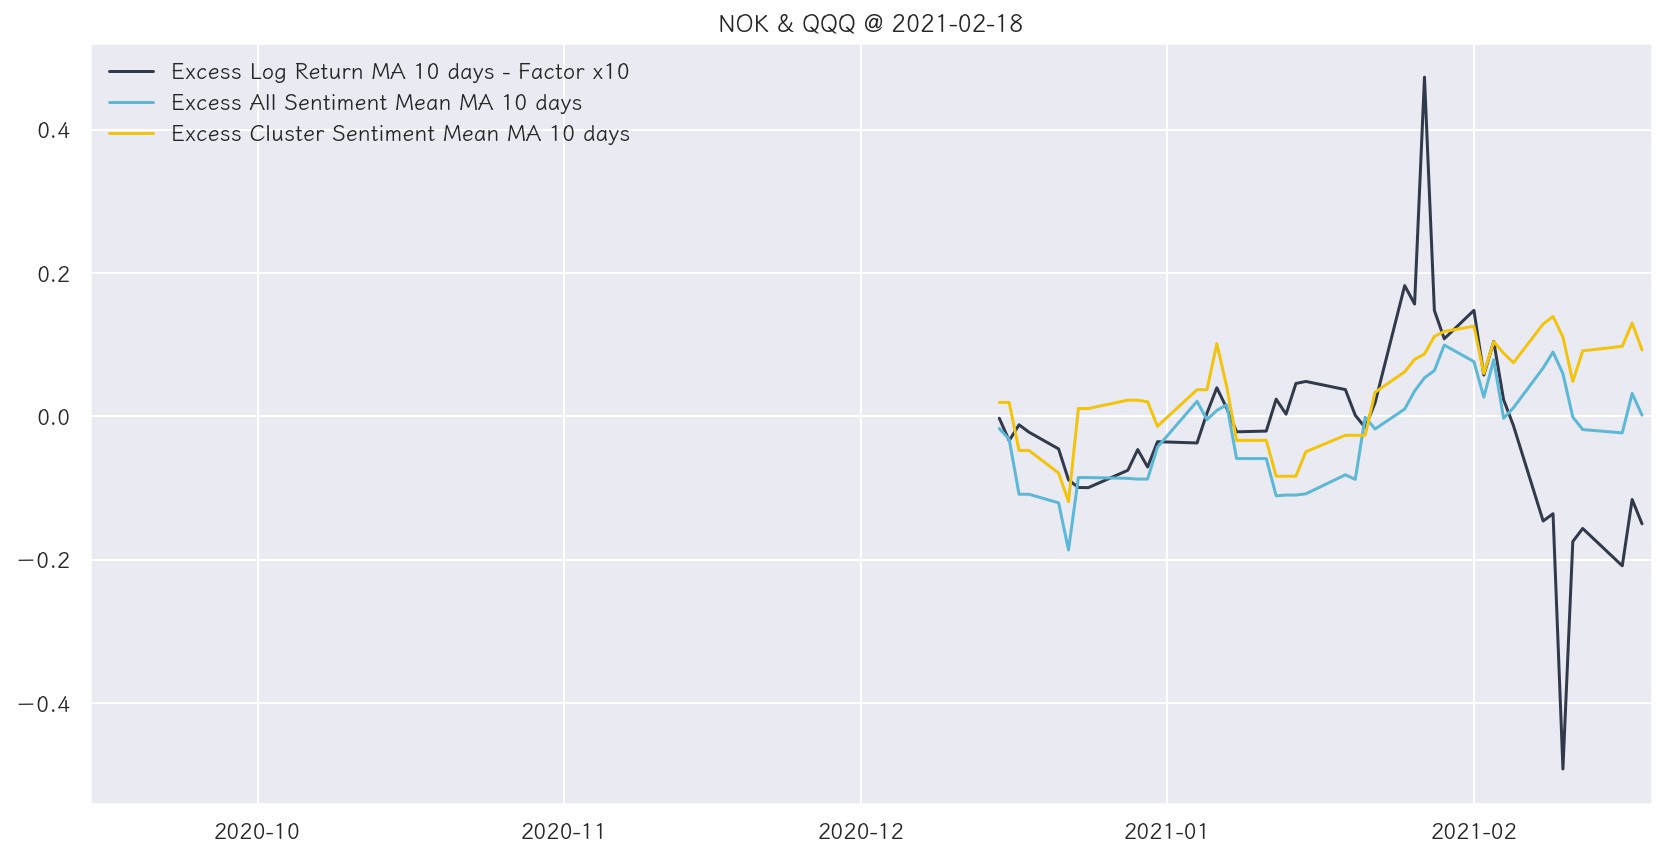 NOK & QQQ @ 2021-02-18
Excess Log Return MA 10 days - Factor x10
Excess All Sentiment Mean MA 10 days
Excess Cluster Sentiment Mean MA 10 days
0.4
0.2
0.0
−0.2
−0.4
2020-10
2020-11
2020-12
2021-01
2021-02